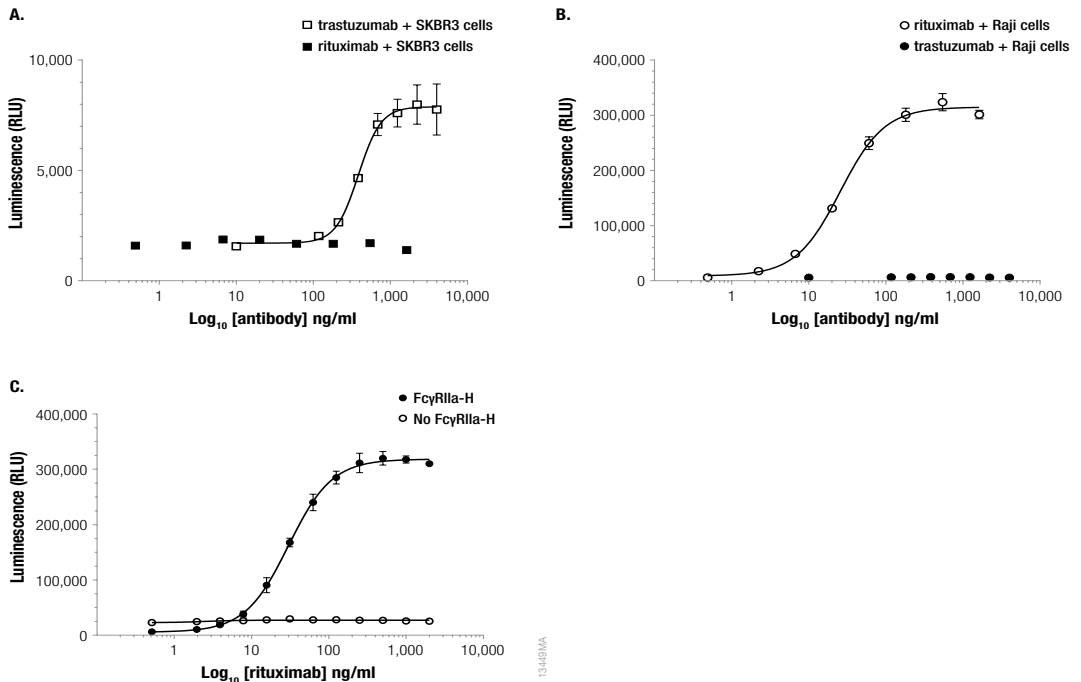 A.
trastuzumab + SKBR3 cells
rituximab + SKBR3 cells
10,000
5,000
0
Luminescence (RLU)
1 10 100 1,000 10,000
Log10 [antibody] ng/ml
B.
rituximab + Raji cells
trastuzumab + Raji cells
400,000
300,000
200,000
100,000
0
Luminescence (RLU)
1 10 100 1,000 10,000
Log10 [antibody] ng/ml
C.
FcγRIIa-H
No FcγRIIa-H
400,000
300,000
200,000
100,000
0
Luminescence (RLU)
1 10 100 1,000 10,000
Log10 [rituximab] ng/ml
13449MA